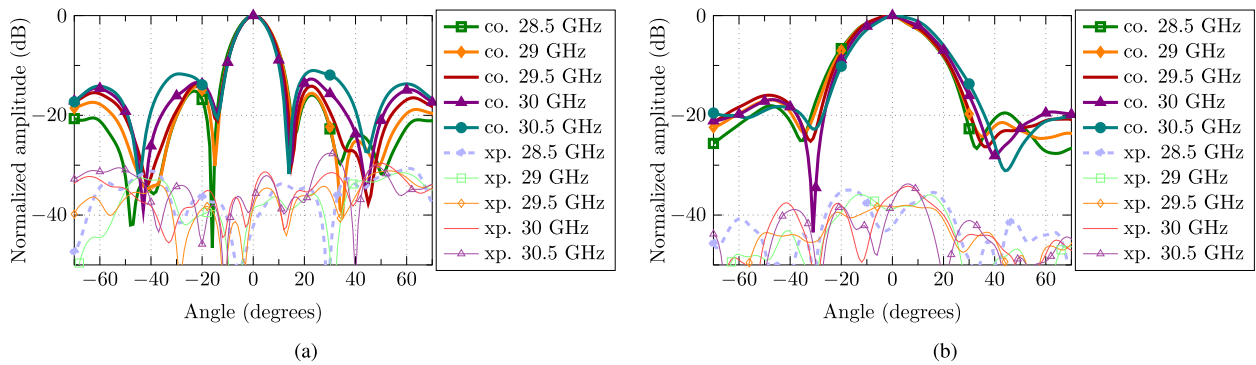 Normalized amplitude (dB)
0
−20
−40
−60 −40 −20 0 20 40 60
Angle (degrees)
co. 28.5 GHz
co. 29 GHz
co. 29.5 GHz
co. 30 GHz
co. 30.5 GHz
xp. 28.5 GHz
xp. 29 GHz
xp. 29.5 GHz
xp. 30 GHz
xp. 30.5 GHz
(a)
Normalized amplitude (dB)
0
−20
−40
−60 −40 −20 0 20 40 60
Angle (degrees)
co. 28.5 GHz
co. 29 GHz
co. 29.5 GHz
co. 30 GHz
co. 30.5 GHz
xp. 28.5 GHz
xp. 29 GHz
xp. 29.5 GHz
xp. 30 GHz
xp. 30.5 GHz
(b)